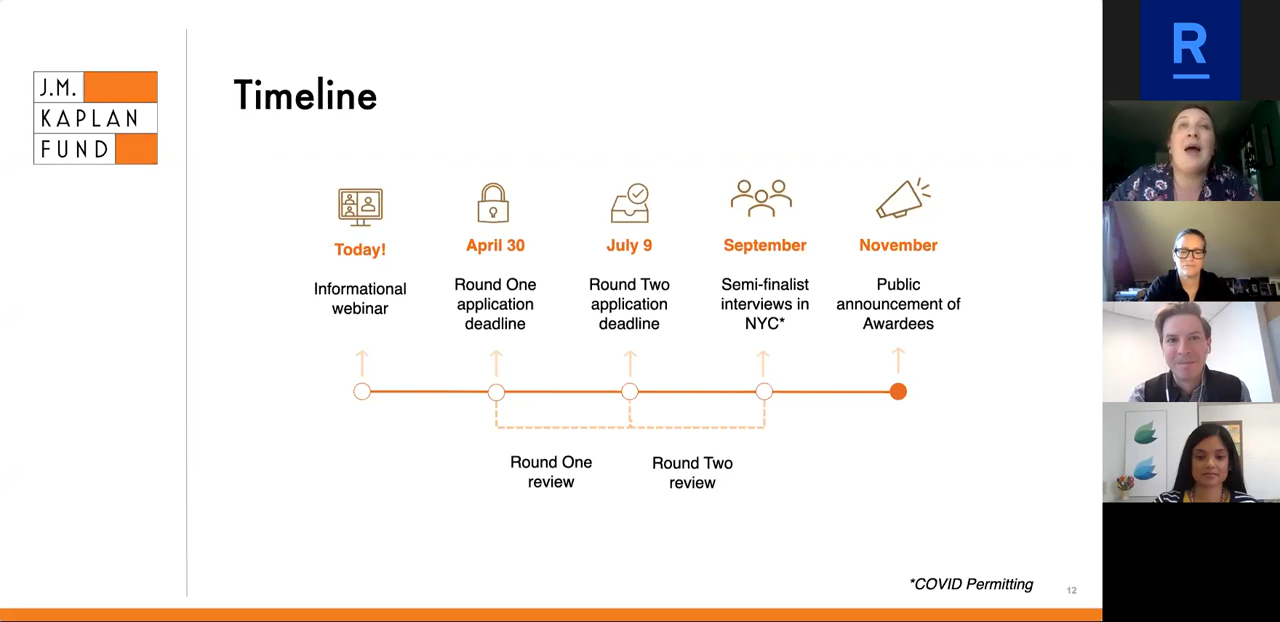 J.M.
KAPLAN
FUND
Timeline
Today!
Informational
webinar
April 30
Round One
application
deadline
July 9
Round Two
application
deadline
September
Semi-finalist
interviews in
NYC*
November
Public
announcement of
Awardees
Round One
review
Round Two
review
*COVID Permitting
12
R